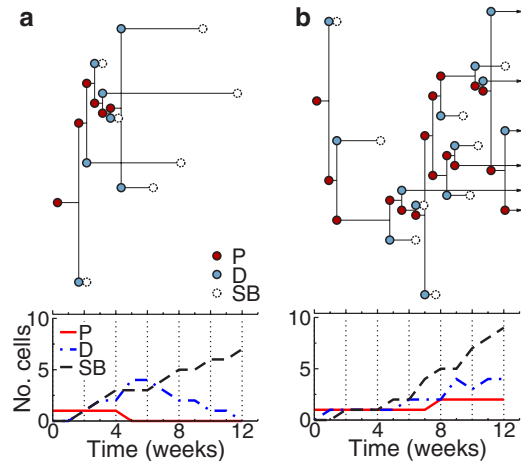 a b
P
D
SB
10 10
P
D
SB
5 5
No. cells
0 0
0 4 8 12 0 4 8 12
Time (weeks) Time (weeks)